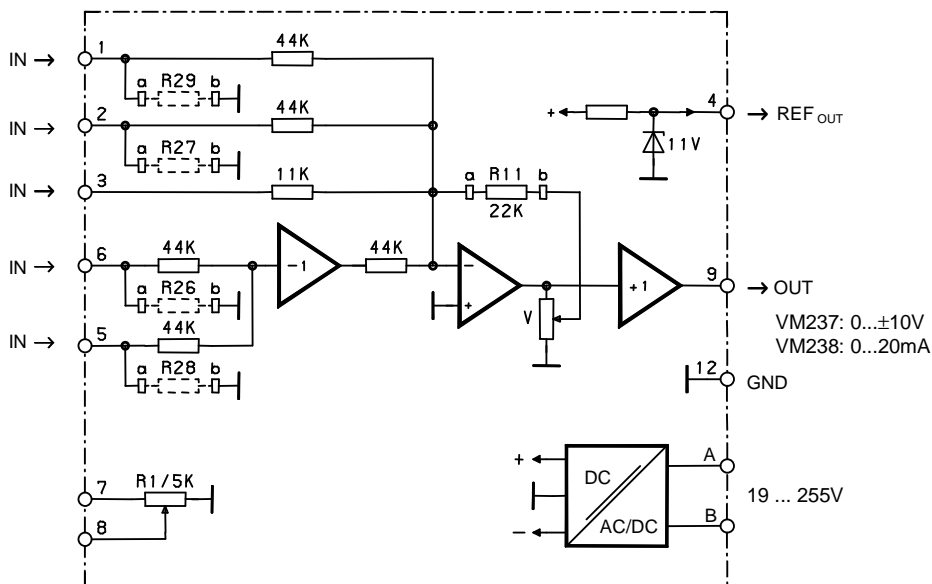 44K
IN → 1
a R29 b
44K
IN → 2
a R27 b
+ 4 → REF OUT
11V
IN → 3
11K
a R11 b
22K
IN → 6
44K
-1
44K
-
+
+1
9 → OUT
a R26 b
V
VM237: 0...±10V
VM238: 0...20mA
IN → 5
44K
a R28 b
12 GND
7 R1/5K
8
+ DC A
19 ... 255V
- AC/DC B